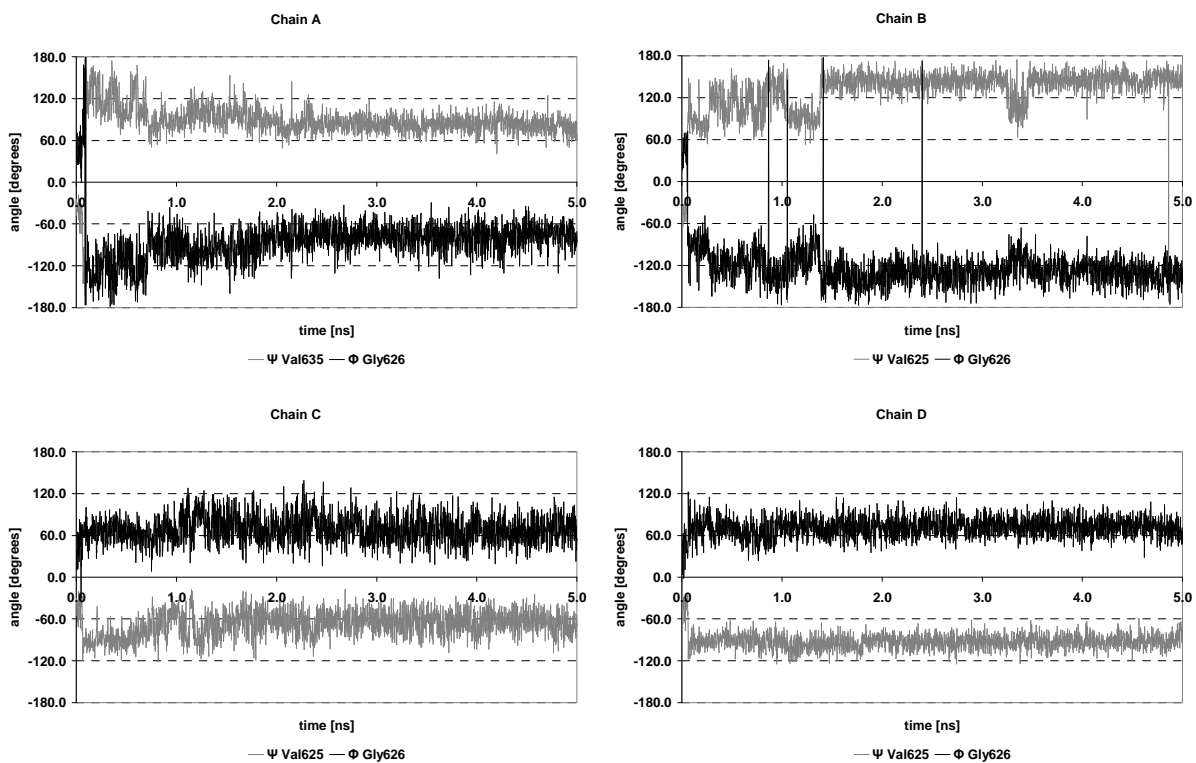 Chain A
180.0
120.0
60.0
0.0
-60.0
-120.0
-180.0
0.0 1.0 2.0 3.0 4.0 5.0
angle [degrees]
time [ns]
Ψ Val635 Φ Gly626
Chain B
180.0
120.0
60.0
0.0
-60.0
-120.0
-180.0
0.0 1.0 2.0 3.0 4.0 5.0
angle [degrees]
time [ns]
Ψ Val625 Φ Gly626
Chain C
180.0
120.0
60.0
0.0
-60.0
-120.0
-180.0
0.0 1.0 2.0 3.0 4.0 5.0
angle [degrees]
time [ns]
Ψ Val625 Φ Gly626
Chain D
180.0
120.0
60.0
0.0
-60.0
-120.0
-180.0
0.0 1.0 2.0 3.0 4.0 5.0
angle [degrees]
time [ns]
Ψ Val625 Φ Gly626